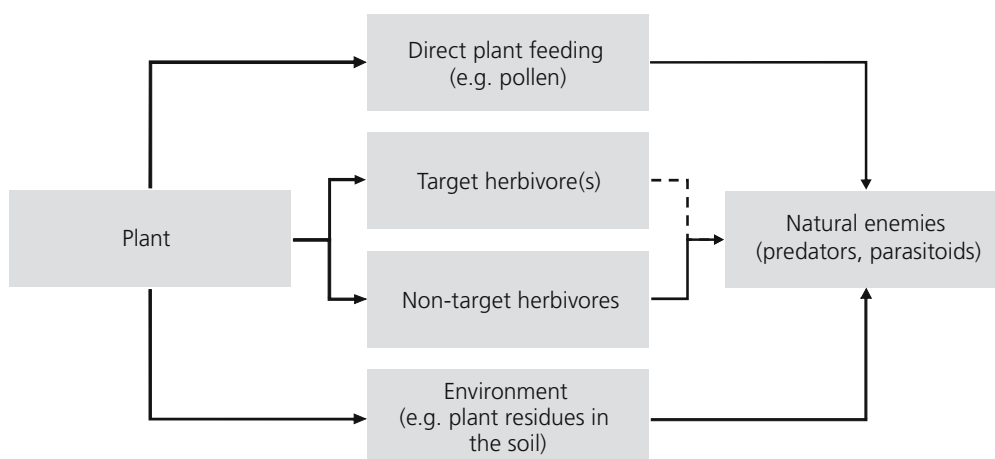 Direct plant feeding
(e.g. pollen)
Target herbivore(s)
Plant
Natural enemies
(predators, parasitoids)
Non-target herbivores
Environment
(e.g. plant residues in
the soil)